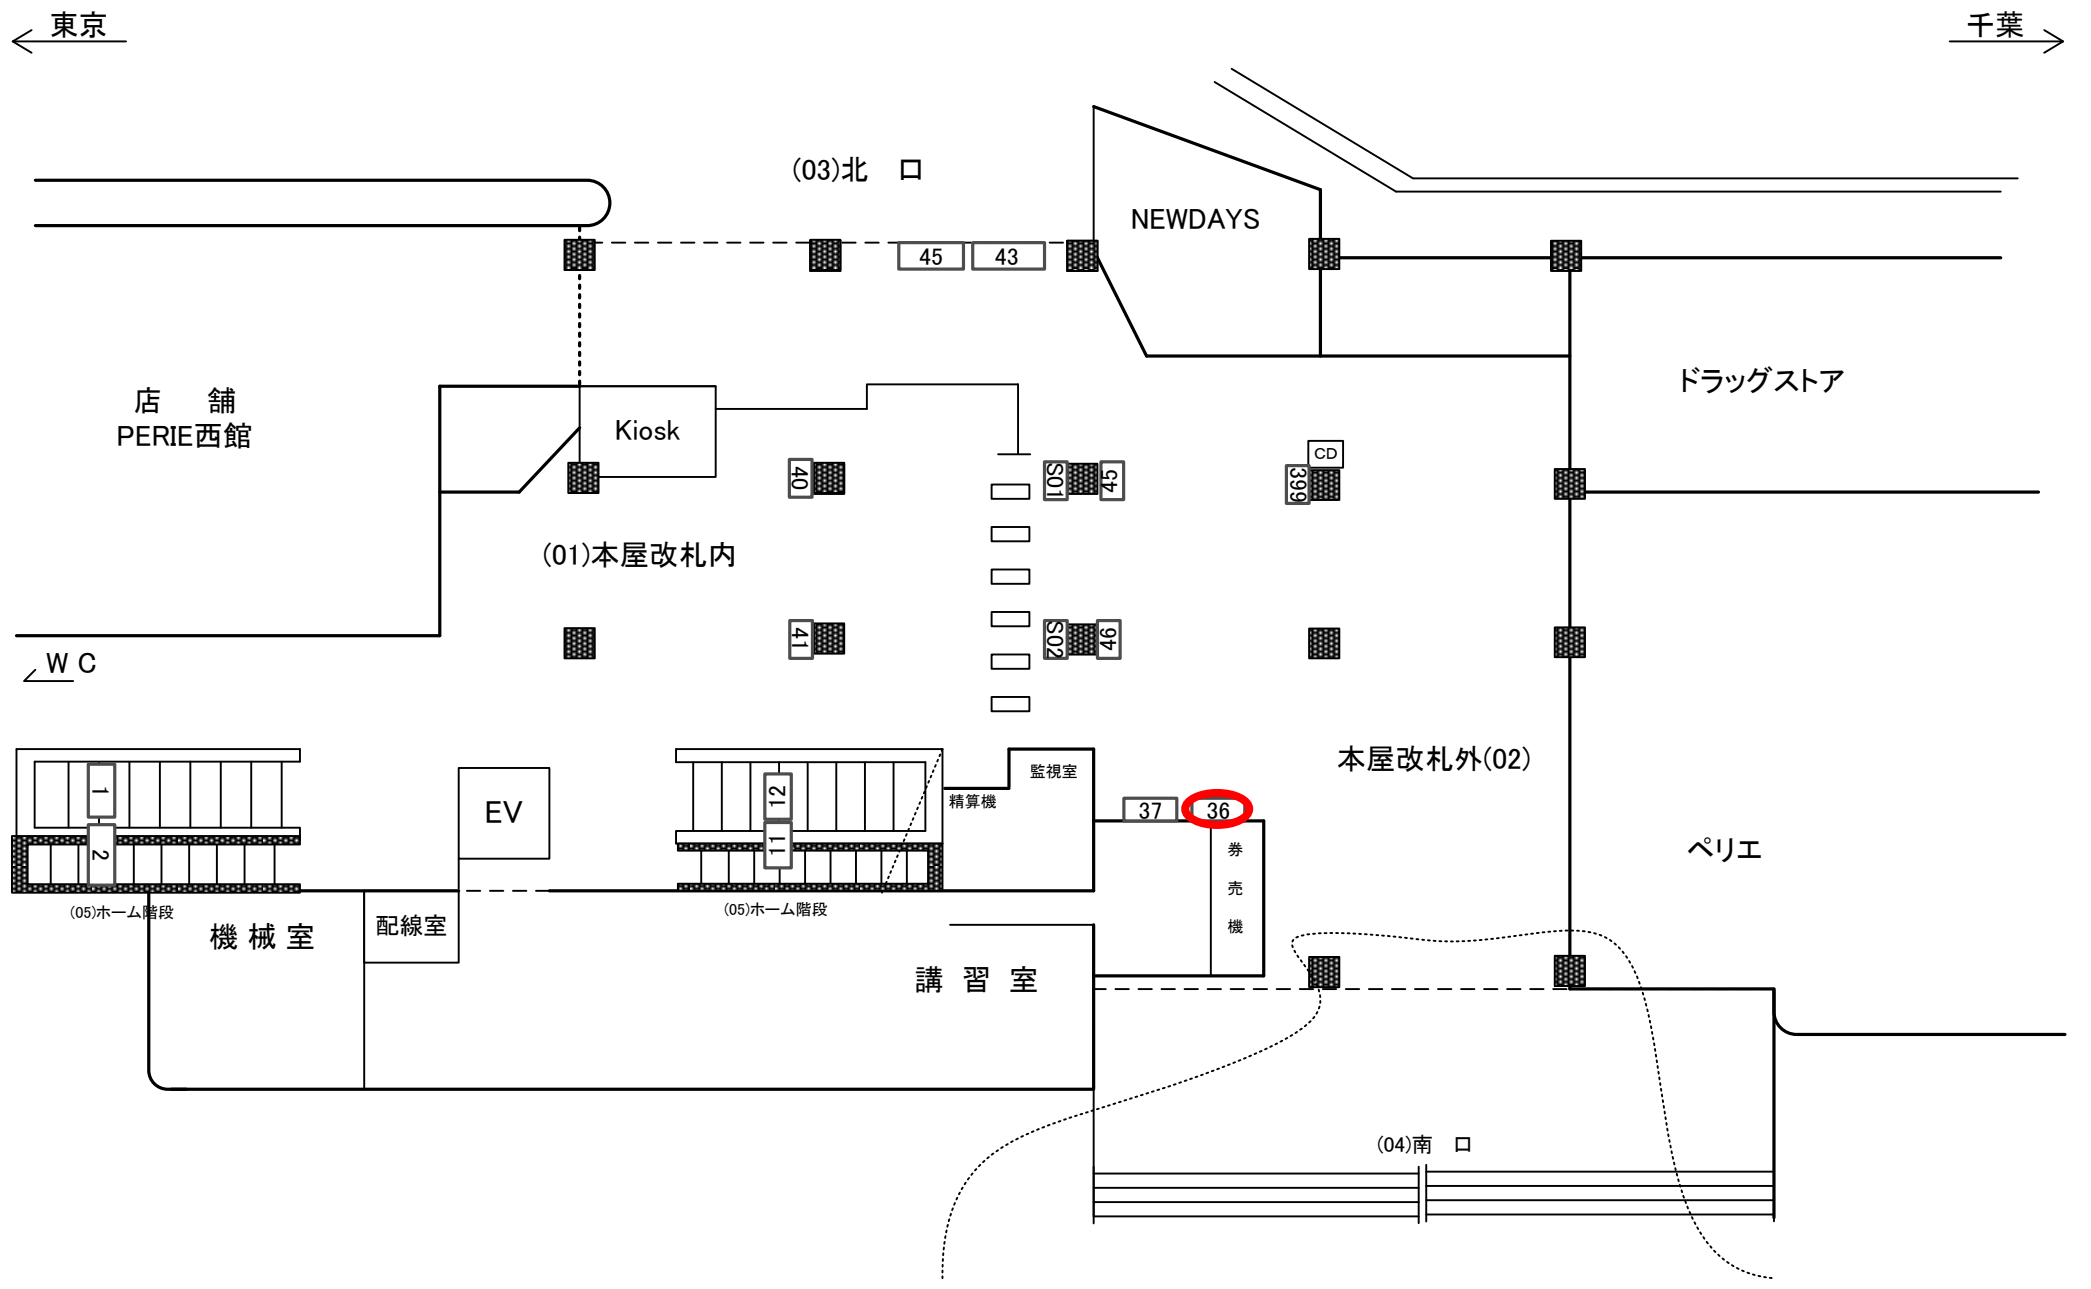 東京
千葉
(03)北　口
NEWDAYS
45
43
店　舗
PERIE西館
Kiosk
ドラッグストア
CD
40
S01
45
399
(01)本屋改札内
41
S02
46
ＷＣ
本屋改札外(02)
1
2
EV
12
11
監視室
精算機
37
36
券売機
ペリエ
(05)ホーム階段
(05)ホーム階段
機械室
配線室
講習室
(04)南　口